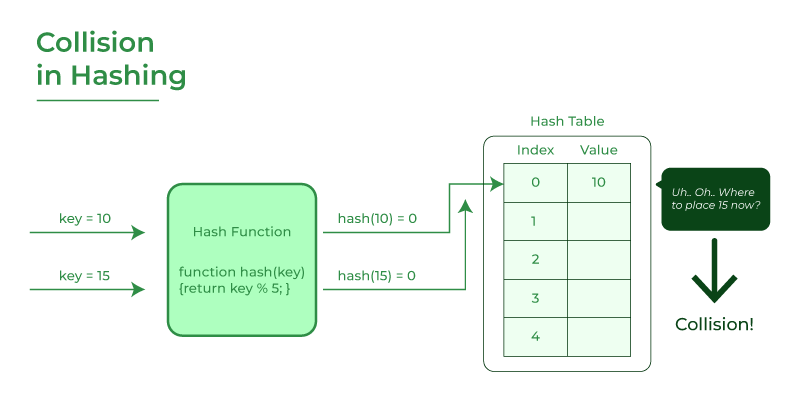 Collision
in Hashing
Hash Table
Index Value
key = 10
key = 15
Hash Function
function hash(key)
{return key % 5; }
hash(10) = 0
hash(15) = 0
0 10
1
2
3
4
Uh.. Oh.. Where
to place 15 now?
Collision!